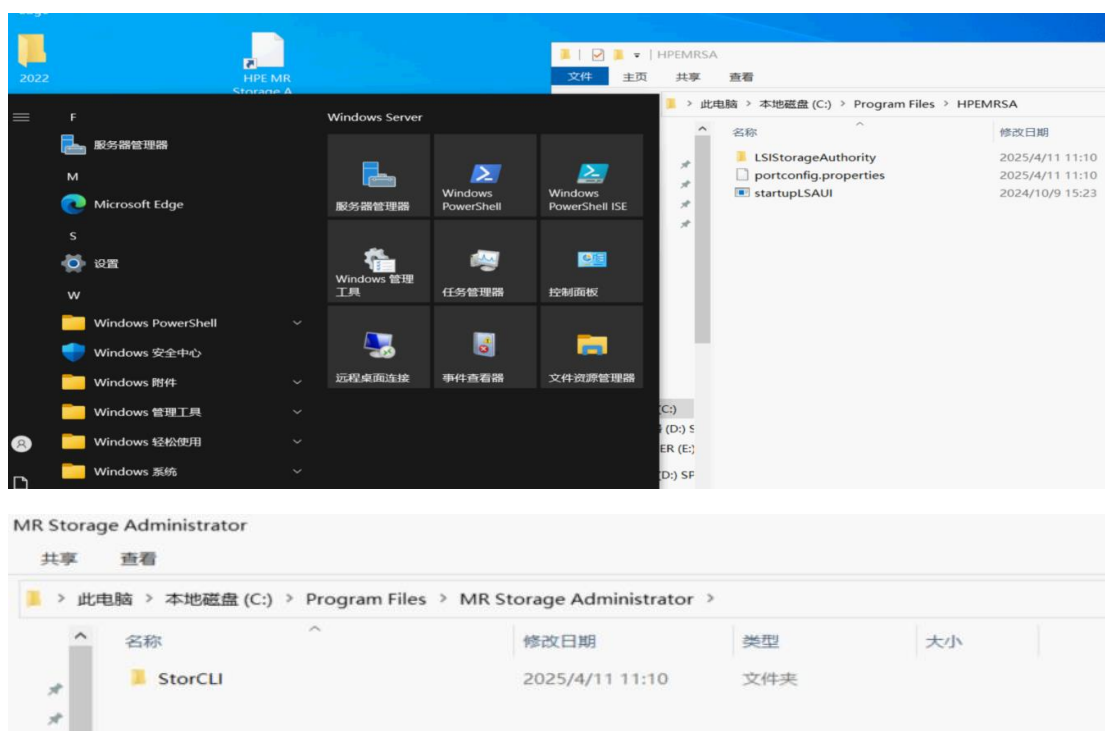 2022
HPE MR
Storage A
F
服务器管理器
M
Microsoft Edge
S
设置
W
Windows PowerShell
Windows 安全中心
Windows 附件
Windows 管理工具
Windows 轻松使用
Windows 系统
Windows Server
服务器管理器
Windows
PowerShell
Windows
PowerShell ISE
Windows 管理
工具
任务管理器
控制面板
远程桌面连接
事件查看器
文件资源管理器
HPEMRSA
文件 主页 共享 查看
此电脑 > 本地磁盘 (C:) > Program Files > HPEMRSA
名称 修改日期
LSIStorageAuthority 2025/4/11 11:10
portconfig.properties 2025/4/11 11:10
startupLSAUI 2024/10/9 15:23
(C:)
(D:) S
ER (E:)
(D:) SP
MR Storage Administrator
共享 查看
此电脑 > 本地磁盘 (C:) > Program Files > MR Storage Administrator >
名称 修改日期 类型 大小
StorCLI 2025/4/11 11:10 文件夹